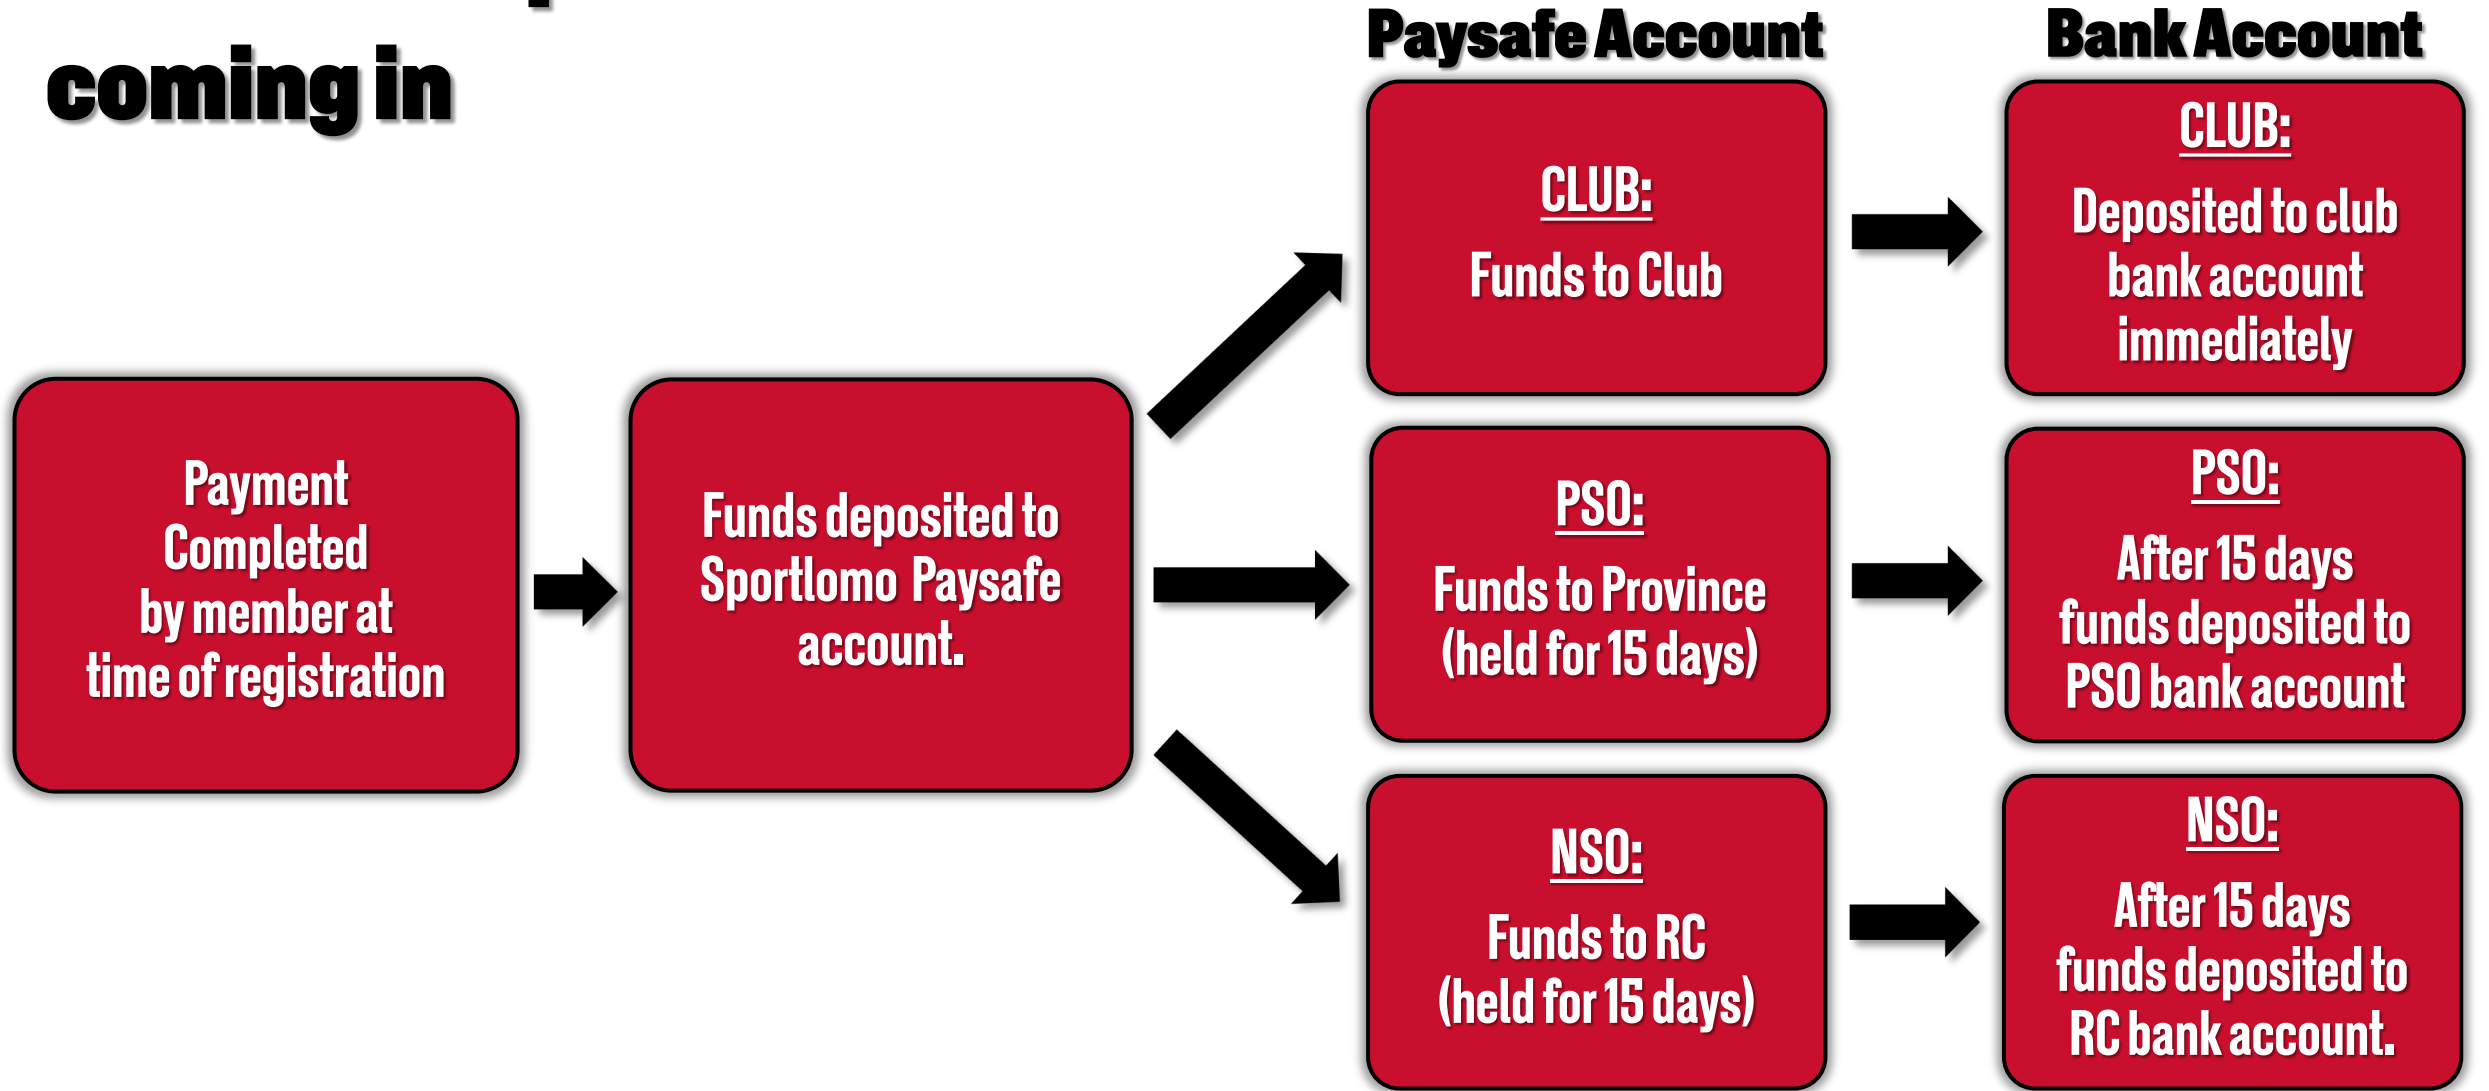 coming in
Paysafe Account
Bank Account
Payment
Completed
by member at
time of registration
Funds deposited to
Sportlomo Paysafe
account.
CLUB:
Funds to Club
CLUB:
Deposited to club
bank account
immediately
PSO:
Funds to Province
(held for 15 days)
PSO:
After 15 days
funds deposited to
PSO bank account
NSO:
Funds to RC
(held for 15 days)
NSO:
After 15 days
funds deposited to
RC bank account.